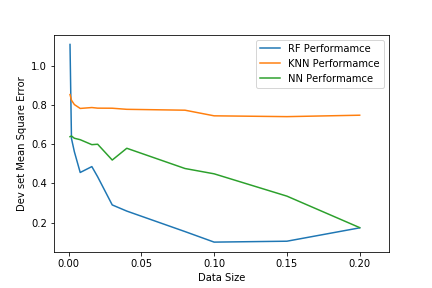 RF Performamce
KNN Performamce
NN Performamce
Dev set Mean Square Error
1.0
0.8
0.6
0.4
0.2
0.00 0.05 0.10 0.15 0.20
Data Size